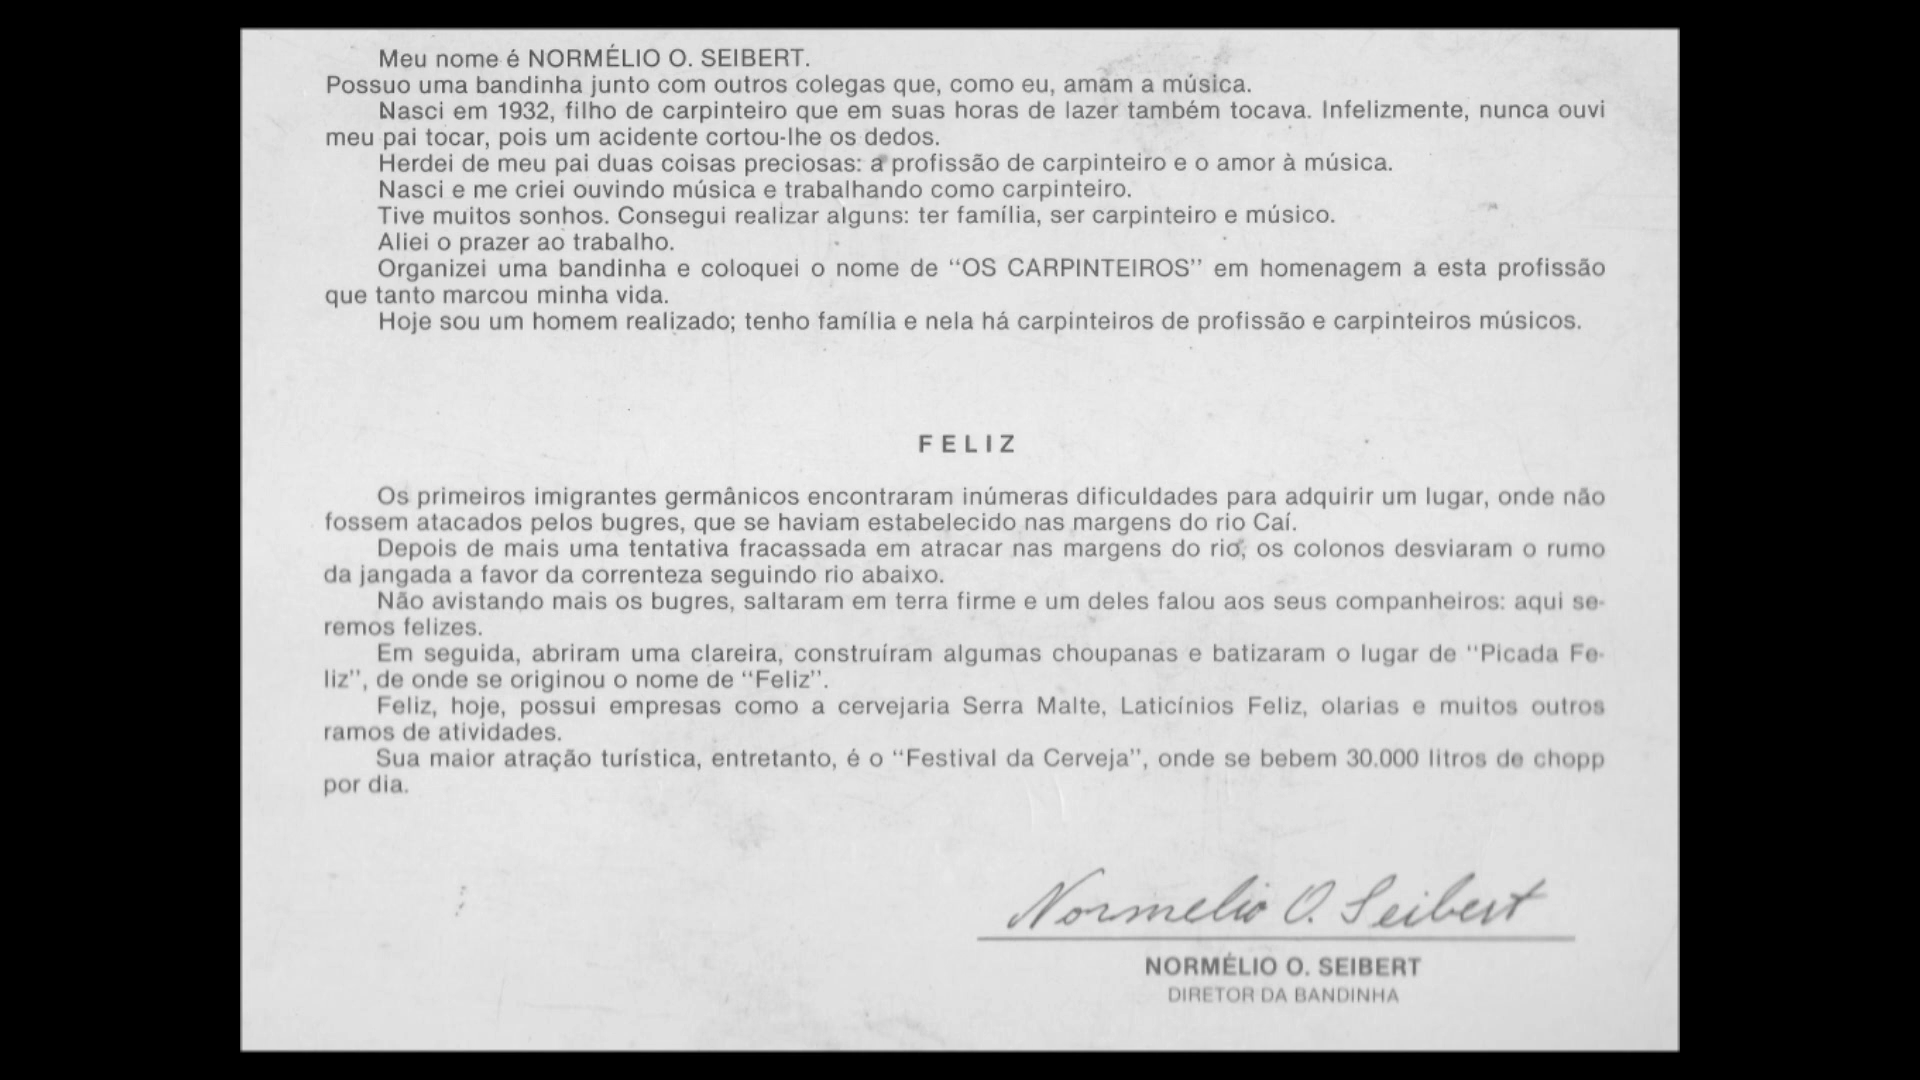 Meu nome é NORMÉLIO O. SEIBERT.
Possuo uma bandinha junto com outros colegas que, como eu, amam a música.
Nasci em 1932, filho de carpinteiro que em suas horas de lazer também tocava. Infelizmente, nunca ouvi
meu pai tocar, pois um acidente cortou-lhe os dedos.
Herdei de meu pai duas coisas preciosas: a profissão de carpinteiro e o amor à música.
Nasci e me criei ouvindo música e trabalhando como carpinteiro.
Tive muitos sonhos. Consegui realizar alguns: ter família, ser carpinteiro e músico.
Aliei o prazer ao trabalho.
Organizei uma bandinha e coloquei o nome de “OS CARPINTEIROS” em homenagem a esta profissão
que tanto marcou minha vida.
Hoje sou um homem realizado; tenho família e nela há carpinteiros de profissão e carpinteiros músicos.
FELIZ
Os primeiros imigrantes germânicos encontraram inúmeras dificuldades para adquirir um lugar, onde não
fossem atacados pelos bugres, que se haviam estabelecido nas margens do rio Caí.
Depois de mais uma tentativa fracassada em atracar nas margens do rio, os colonos desviaram o rumo
da jangada a favor da correnteza seguindo rio abaixo.
Não avistando mais os bugres, saltaram em terra firme e um deles falou aos seus companheiros: aqui se-
remos felizes.
Em seguida, abriram uma clareira, construíram algumas choupanas e batizaram o lugar de “Picada Fe-
liz”, de onde se originou o nome de “Feliz”.
Feliz, hoje, possui empresas como a cervejaria Serra Malte, Laticínios Feliz, olarias e muitos outros
ramos de atividades.
Sua maior atração turística, entretanto, é o “Festival da Cerveja”, onde se bebem 30.000 litros de chopp
por dia.
Normelio O. Seibert
NORMÉLIO O. SEIBERT
DIRETOR DA BANDINHA